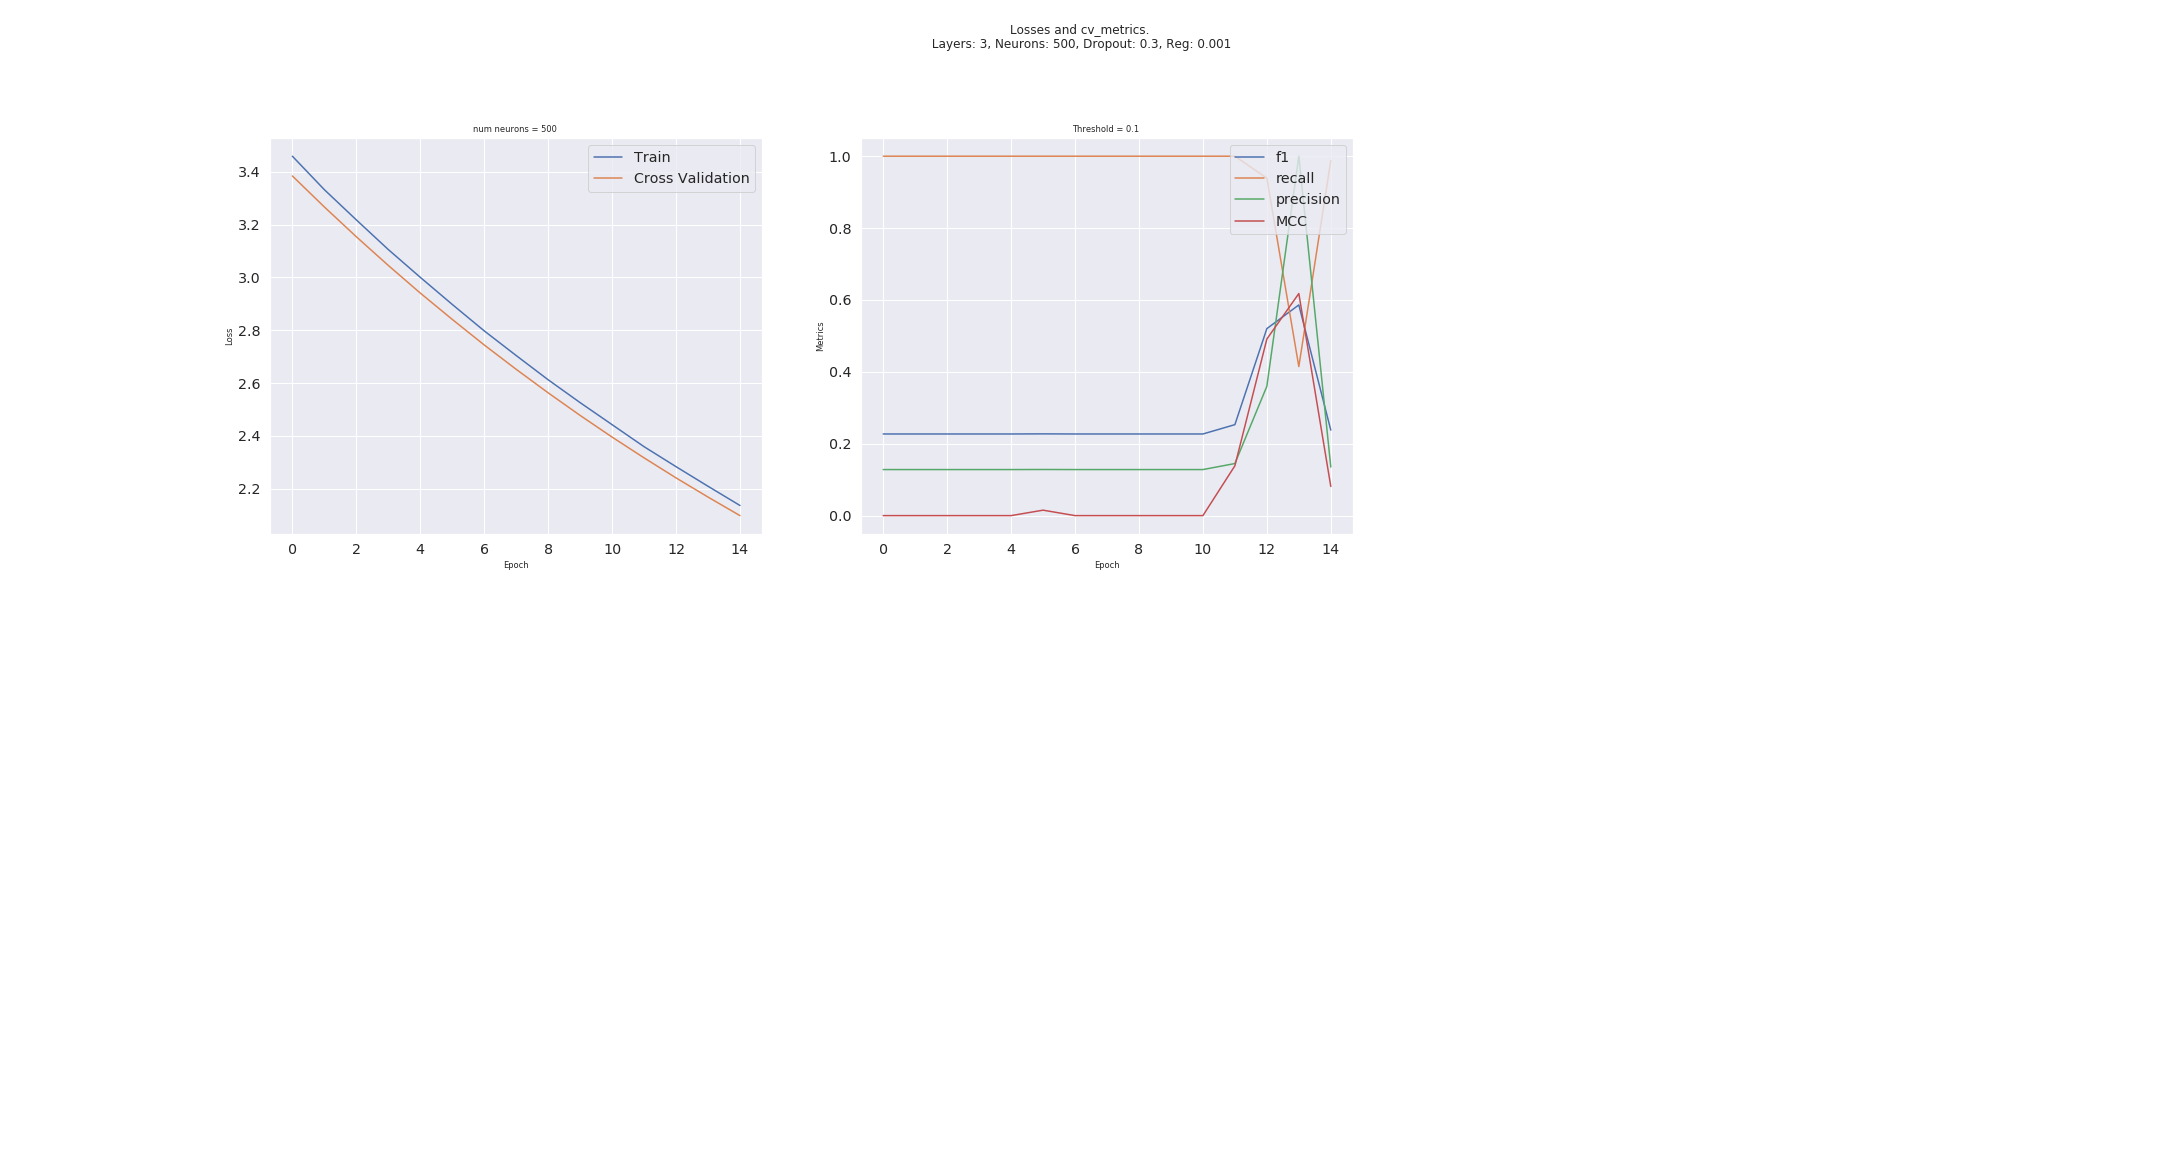 Losses and cv_metrics.
Layers: 3, Neurons: 500, Dropout: 0.3, Reg: 0.001
num neurons = 500
Train
Cross Validation
3.4
3.2
3.0
2.8
2.6
2.4
2.2
Loss
0 2 4 6 8 10 12 14
Epoch
Threshold = 0.1
f1
recall
precision
MCC
1.0
0.8
0.6
0.4
0.2
0.0
Metrics
0 2 4 6 8 10 12 14
Epoch